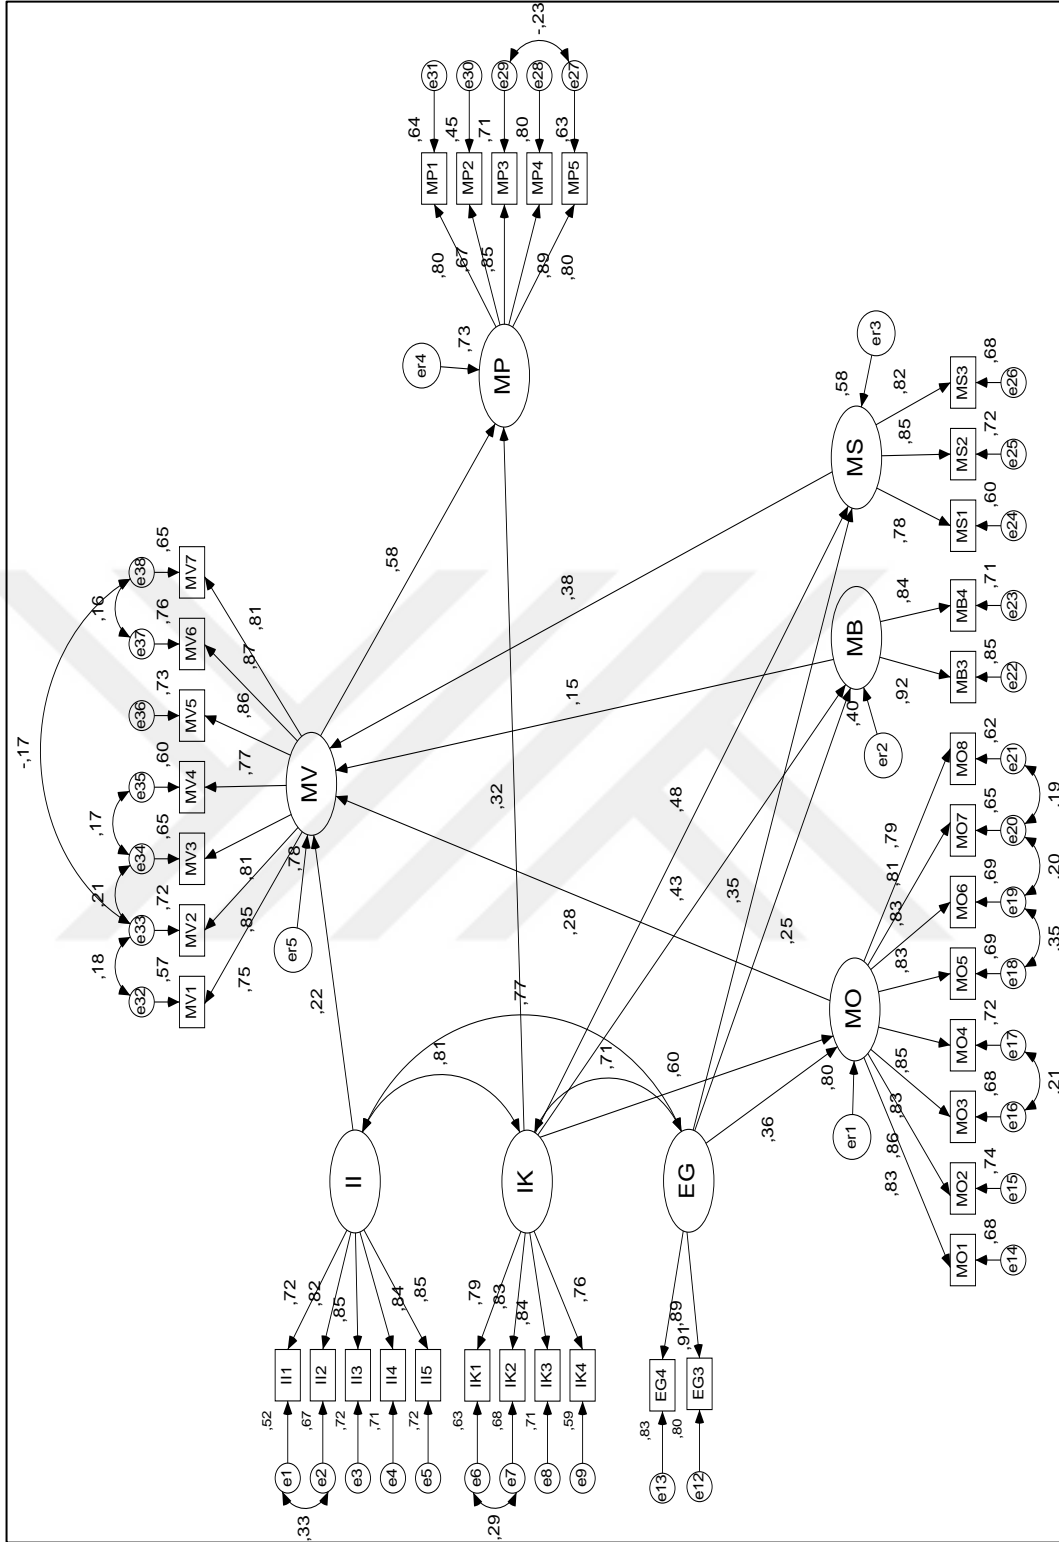 -,23
e31
e30
e29
e28
e27
,64
,45
,71
,80
,63
MP1
MP2
MP3
MP4
MP5
,80
,67
,85
,89
,80
er4
,73
MP
-,17
,16
e38
e37
e36
e35
e34
e33
e32
,17
,21
,18
,65
,76
,73
,60
,65
,72
,57
MV7
MV6
MV5
MV4
MV3
MV2
MV1
,81
,87
,86
,77
,81
,85
,75
MV
,78
er5
,58
,32
,38
,15
,28
,22
,48
,43
,35
,25
,60
,36
,77
,81
,71
II
IK
EG
,72
,82
,85
,84
,85
II1
II2
II3
II4
II5
,52
,67
,72
,71
,72
e1
e2
e3
e4
e5
,33
,79
,83
,84
,76
IK1
IK2
IK3
IK4
,63
,68
,71
,59
e6
e7
e8
e9
,29
,89
,91
EG4
EG3
,83
,80
e13
e12
MS
,58
er3
,82
,85
,78
MS3
MS2
MS1
,68
,72
,60
e26
e25
e24
MB
,40
er2
,84
,92
MB4
MB3
,71
,85
e23
e22
MO
,80
er1
,79
,81
,83
,83
,85
,83
,86
,83
MO8
MO7
MO6
MO5
MO4
MO3
MO2
MO1
,62
,65
,69
,69
,72
,68
,74
,68
e21
e20
e19
e18
e17
e16
e15
e14
,19
,20
,35
,21